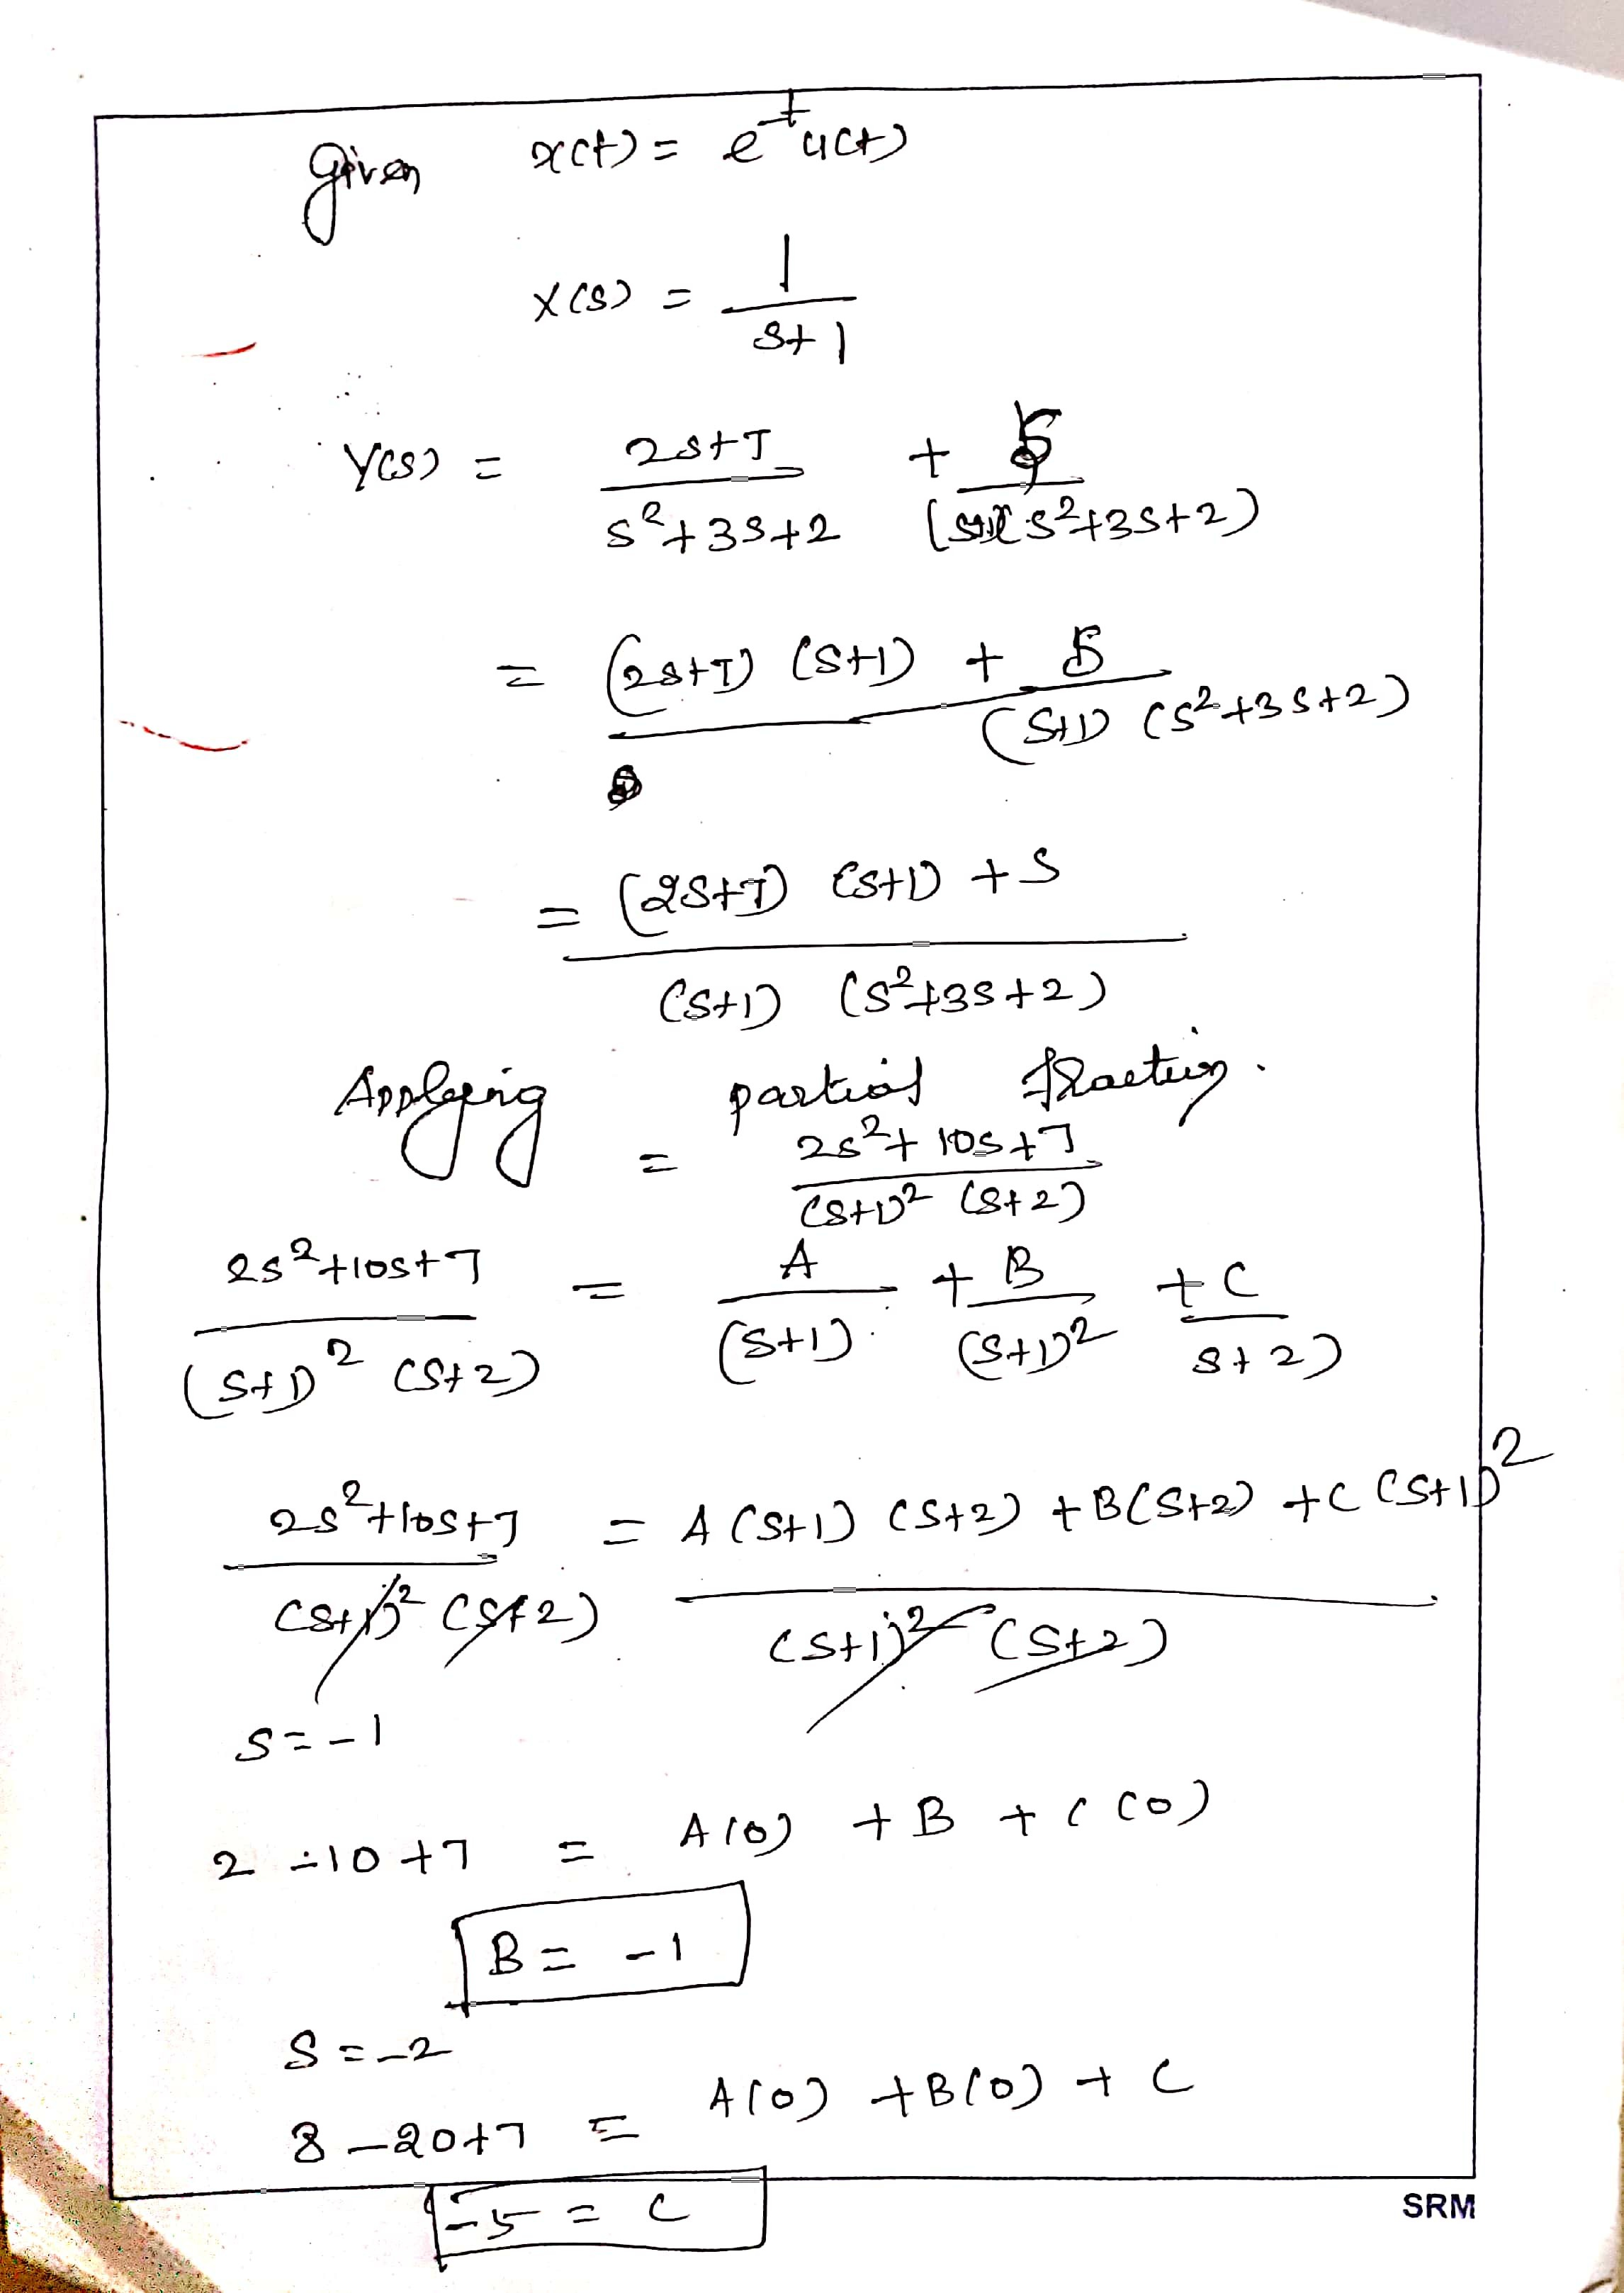 Given x(t) = e^-t u(t)
X(s) = 1 / s+1
∴ Y(s) = 2s+7 / s²+3s+2 + s / (s+1)(s²+3s+2)
= (2s+7) (s+1) + s / (s+1) (s²+3s+2)
= (2s+7) (s+1) + s / (s+1) (s²+3s+2)
Applying partial fraction.
= 2s²+10s+7 / (s+1)² (s+2)
2s²+10s+7 / (s+1)² (s+2) = A / (s+1) + B / (s+1)² + C / s+2)
2s²+10s+7 / (s+1)² (s+2) = A (s+1) (s+2) + B(s+2) + C (s+1)² / (s+1)² (s+2)
s=-1
2 -10 +7 = A(0) + B + C (0)
B = -1
s=-2
8 -20+7 = A(0) +B(0) + C
-5 = C
SRM